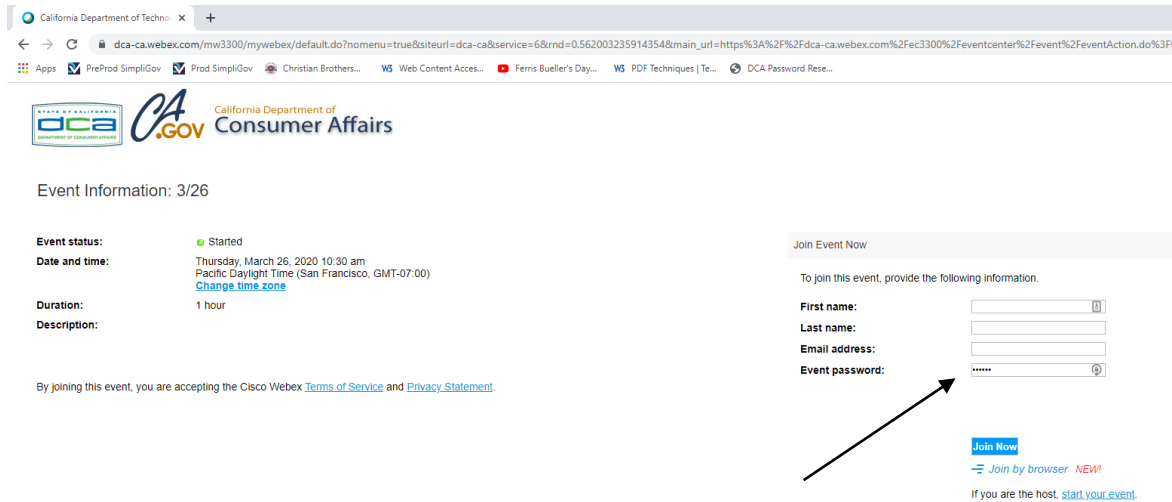 California Department of Technol
dca-ca.webex.com/mw3300/mywebex/default.do?nomenu=true&siteurl=dca-ca&service=6&rnd=0.562003235914354&main_url=https%3A%2F%2Fdca-ca.webex.com%2Fec3300%2Feventcenter%2Fevent%2FeventAction.do%3F
Apps PreProd SimpliGov Prod SimpliGov Christian Brothers... W3 Web Content Acces... Ferris Bueller's Day... W3 PDF Techniques | Te... DCA Password Rese...
STATE OF CALIFORNIA
dca
DEPARTMENT OF CONSUMER AFFAIRS
CA
.GOV
California Department of
Consumer Affairs
Event Information: 3/26
Event status: Started
Date and time: Thursday, March 26, 2020 10:30 am
Pacific Daylight Time (San Francisco, GMT-07:00)
Change time zone
Duration: 1 hour
Description:
By joining this event, you are accepting the Cisco Webex Terms of Service and Privacy Statement.
Join Event Now
To join this event, provide the following information.
First name:
Last name:
Email address:
Event password: ••••••
Join Now
Join by browser NEW!
If you are the host, start your event.